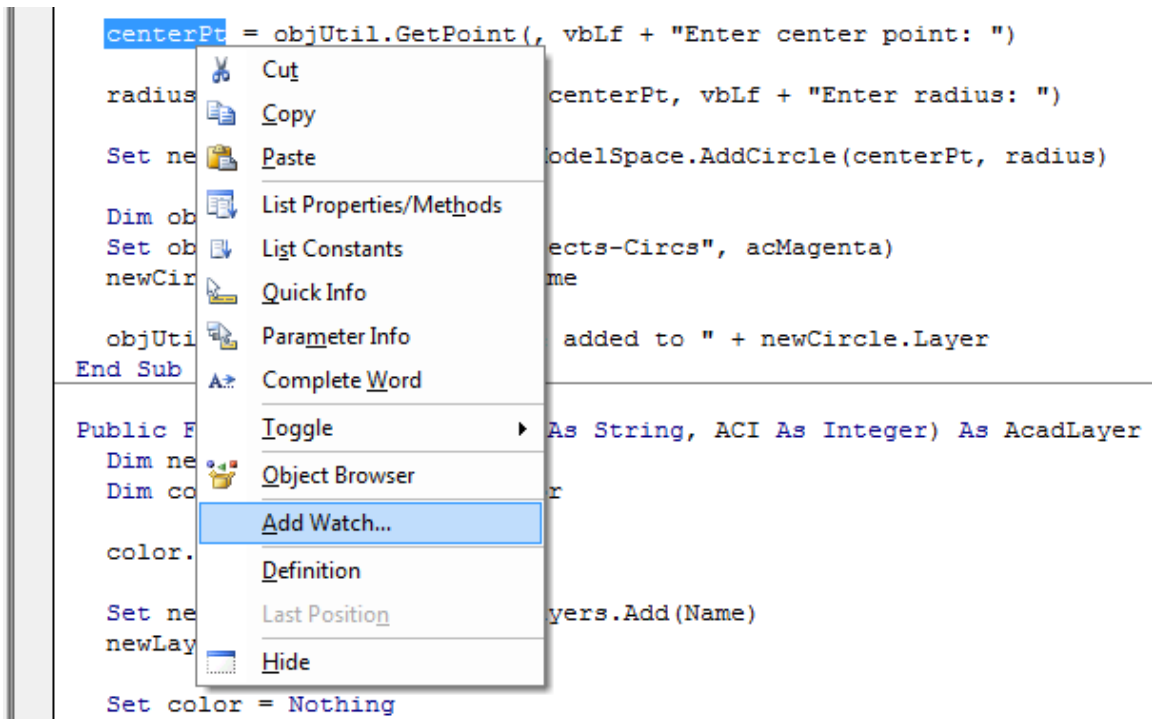 centerPt = objUtil.GetPoint(, vbLf + "Enter center point: ")
Cut
radius centerPt, vbLf + "Enter radius: ")
Copy
Set ne odelSpace.AddCircle(centerPt, radius)
Paste
List Properties/Methods
Dim ob
Set ob ects-Circs", acMagenta)
List Constants
newCir me
Quick Info
objUti added to " + newCircle.Layer
Parameter Info
End Sub
Complete Word
Public F As String, ACI As Integer) As AcadLayer
Toggle
Dim ne
Object Browser
Dim co r
Add Watch...
color.
Definition
Set ne yers.Add(Name)
Last Position
newLay
Hide
Set color = Nothing